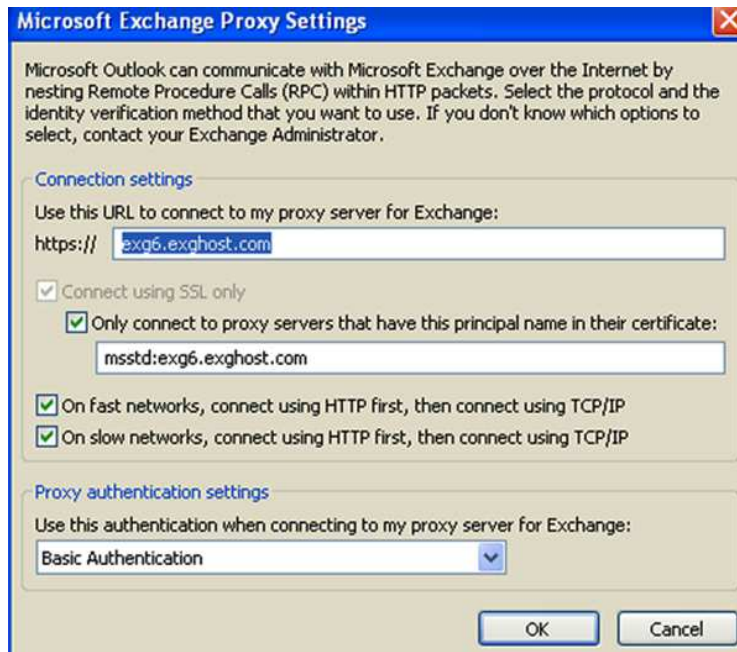 Microsoft Exchange Proxy Settings
Microsoft Outlook can communicate with Microsoft Exchange over the Internet by
nesting Remote Procedure Calls (RPC) within HTTP packets. Select the protocol and the
identity verification method that you want to use. If you don't know which options to
select, contact your Exchange Administrator.
Connection settings
Use this URL to connect to my proxy server for Exchange:
https:// exg6.exghost.com
Connect using SSL only
Only connect to proxy servers that have this principal name in their certificate:
msstd:exg6.exghost.com
On fast networks, connect using HTTP first, then connect using TCP/IP
On slow networks, connect using HTTP first, then connect using TCP/IP
Proxy authentication settings
Use this authentication when connecting to my proxy server for Exchange:
Basic Authentication
OK Cancel